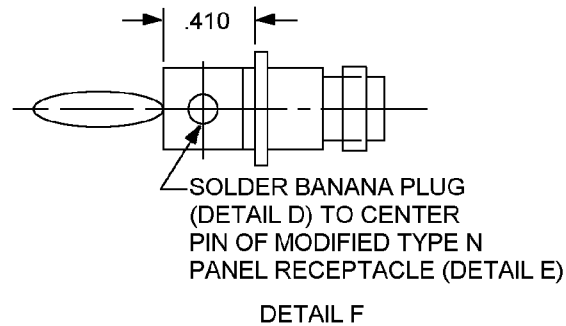 .410
SOLDER BANANA PLUG
(DETAIL D) TO CENTER
PIN OF MODIFIED TYPE N
PANEL RECEPTACLE (DETAIL E)
DETAIL F